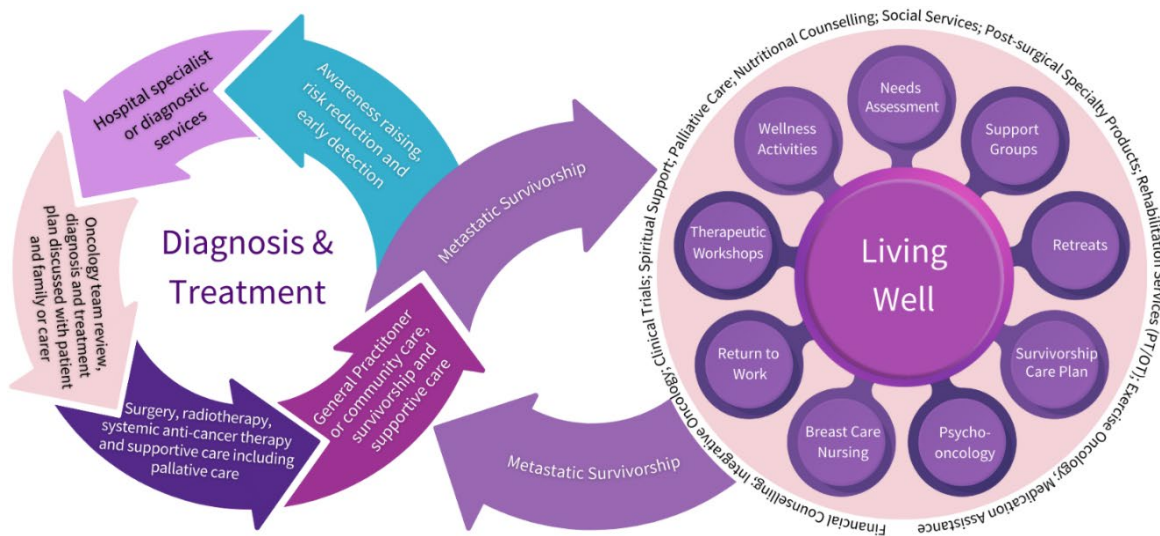 Awareness raising,
risk reduction and
early detection
Hospital specialist
or diagnostic
services
Oncology team review,
diagnosis and treatment
plan discussed with patient
and family or carer
Surgery, radiotherapy,
systemic anti-cancer therapy
and supportive care including
pallative care
General Practitioner
or community care,
survivorship and
supportive care
Diagnosis &
Treatment
Metastatic Survivorship
Metastatic Survivorship
Financial Counselling; Integrative Oncology; Clinical Trials; Spiritual Support; Palliative Care; Nutritional Counselling; Social Services; Post-surgical Specialty Products; Rehabilitation Services (PT/OT); Exercise Oncology; Medication Assistance
Needs
Assessment
Support
Groups
Retreats
Survivorship
Care Plan
Psycho-
oncology
Breast Care
Nursing
Return to
Work
Therapeutic
Workshops
Wellness
Activities
Living
Well